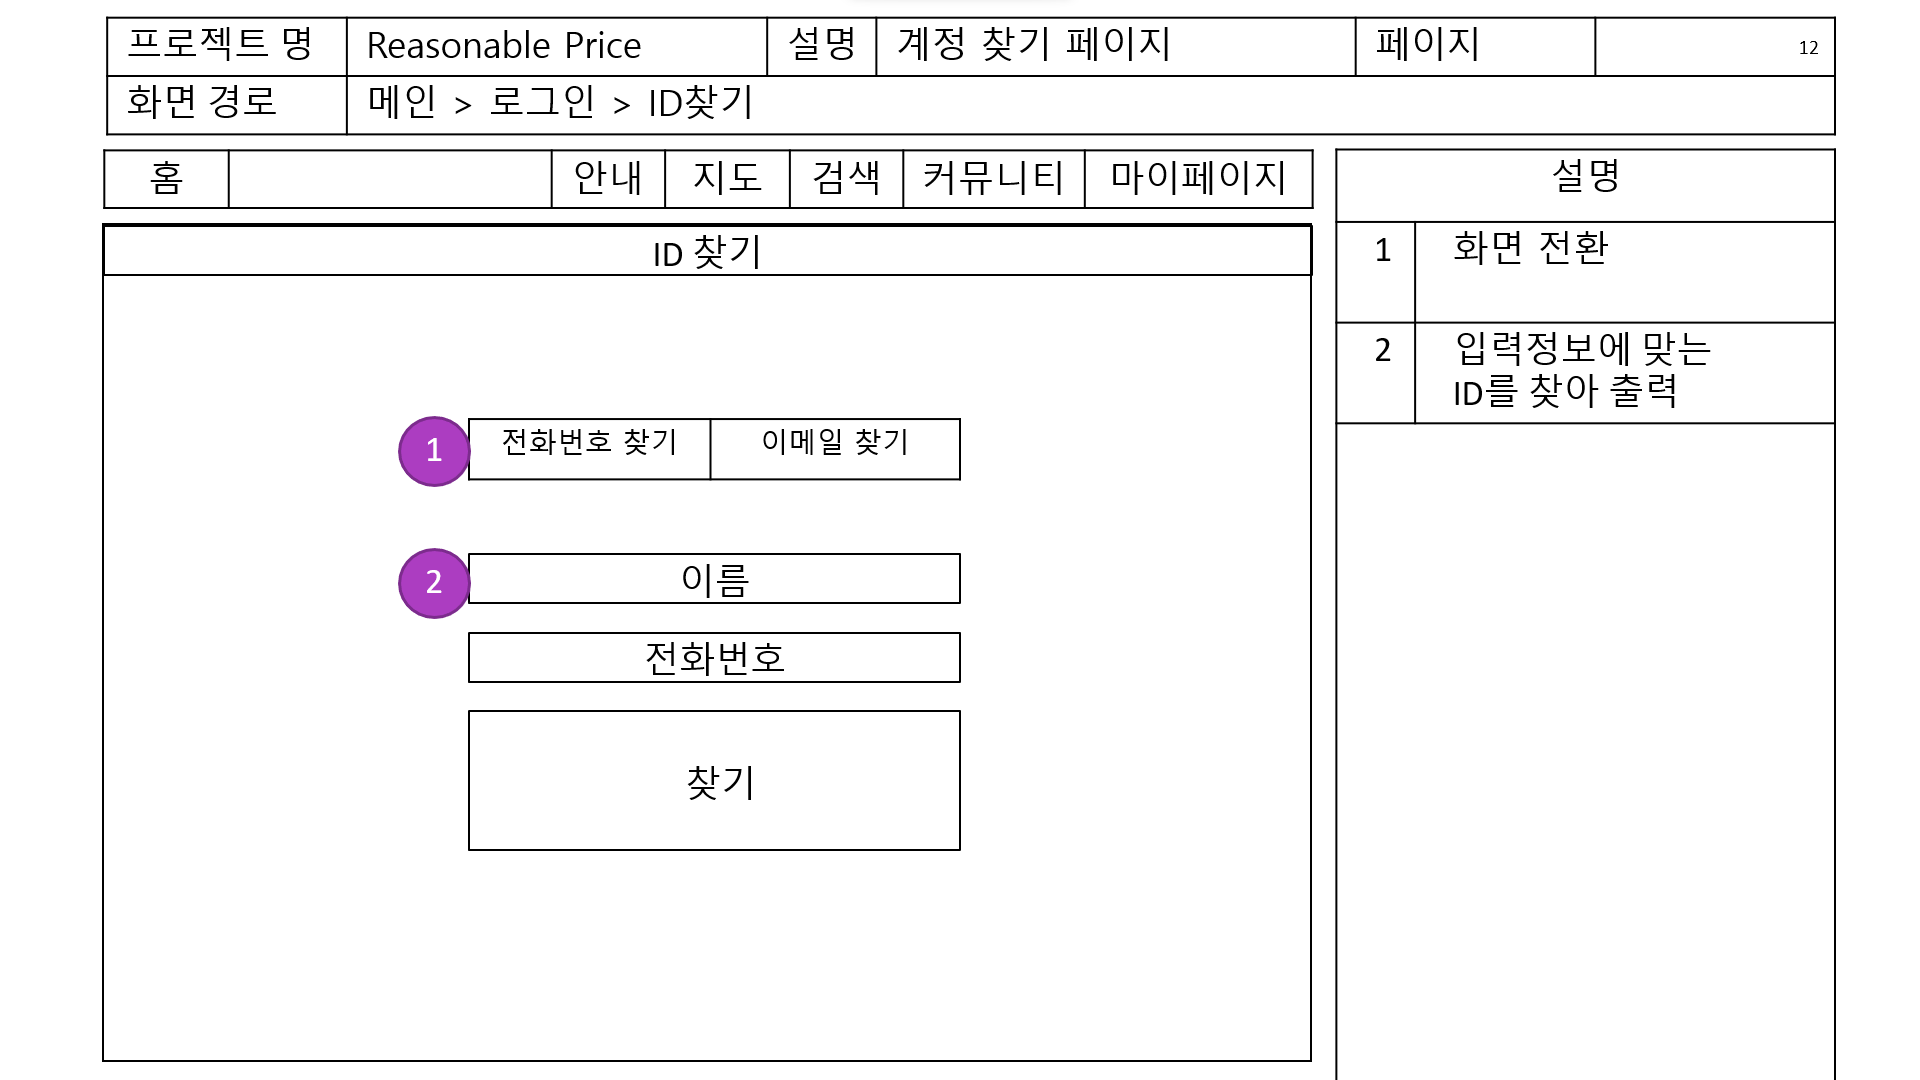 프로젝트 명 Reasonable Price 설명 계정 찾기 페이지 페이지 12
화면 경로 메인 > 로그인 > ID찾기
홈 안내 지도 검색 커뮤니티 마이페이지
ID 찾기
1 전화번호 찾기 이메일 찾기
2 이름
전화번호
찾기
설명
1 화면 전환
2 입력정보에 맞는
ID를 찾아 출력